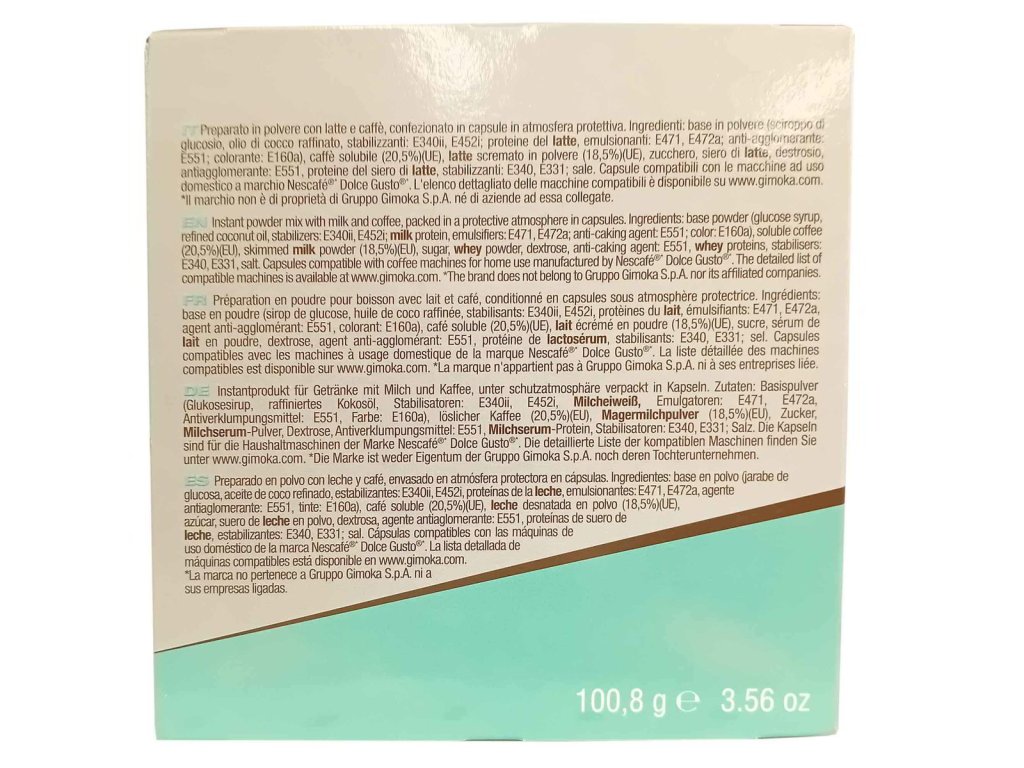 IT Preparato in polvere con latte e caffè, confezionato in capsule in atmosfera protettiva. Ingredienti: base in polvere (sciroppo di
glucosio, olio di cocco raffinato, stabilizzanti: E340ii, E452i; proteine del latte, emulsionanti: E471, E472a; anti-agglomerante:
E551; colorante: E160a), caffè solubile (20,5%)(UE), latte scremato in polvere (18,5%)(UE), zucchero, siero di latte, destrosio,
antiagglomerante: E551, proteine del siero di latte, stabilizzanti: E340, E331; sale. Capsule compatibili con le macchine ad uso
domestico a marchio Nescafé®* Dolce Gusto®*. L'elenco dettagliato delle macchine compatibili è disponibile su www.gimoka.com.
*Il marchio non è di proprietà di Gruppo Gimoka S.p.A. né di aziende ad essa collegate.
EN Instant powder mix with milk and coffee, packed in a protective atmosphere in capsules. Ingredients: base powder (glucose syrup,
refined coconut oil, stabilizers: E340ii, E452i; milk protein, emulsifiers: E471, E472a; anti-caking agent: E551; color: E160a), soluble coffee
(20,5%)(EU), skimmed milk powder (18,5%)(EU), sugar, whey powder, dextrose, anti-caking agent: E551, whey proteins, stabilisers:
E340, E331, salt. Capsules compatible with coffee machines for home use manufactured by Nescafé®* Dolce Gusto®*. The detailed list of
compatible machines is available at www.gimoka.com. *The brand does not belong to Gruppo Gimoka S.p.A. nor its affiliated companies.
FR Préparation en poudre pour boisson avec lait et café, conditionné en capsules sous atmosphère protectrice. Ingrédients:
base en poudre (sirop de glucose, huile de coco raffinée, stabilisants: E340ii, E452i, protèines du lait, émulsifiants: E471, E472a,
agent anti-agglomérant: E551, colorant: E160a), café soluble (20,5%)(UE), lait écrémé en poudre (18,5%)(UE), sucre, sérum de
lait en poudre, dextrose, agent anti-agglomérant: E551, protéine de lactosérum, stabilisants: E340, E331; sel. Capsules
compatibles avec les machines à usage domestique de la marque Nescafé®* Dolce Gusto®*. La liste détaillée des machines
compatibles est disponible sur www.gimoka.com. *La marque n'appartient pas à Gruppo Gimoka S.p.A. ni à ses entreprises liée.
DE Instantprodukt für Getränke mit Milch und Kaffee, unter schutzatmosphäre verpackt in Kapseln. Zutaten: Basispulver
(Glukosesirup, raffiniertes Kokosöl, Stabilisatoren: E340ii, E452i, Milcheiweiß, Emulgatoren: E471, E472a,
Antiverklumpungsmittel: E551, Farbe: E160a), löslicher Kaffee (20,5%)(EU), Magermilchpulver (18,5%)(EU), Zucker,
Milchserum-Pulver, Dextrose, Antiverklumpungsmittel: E551, Milchserum-Protein, Stabilisatoren: E340, E331; Salz. Die Kapseln
sind für die Haushaltmaschinen der Marke Nescafé®* Dolce Gusto®*. Die detaillierte Liste der kompatiblen Maschinen finden Sie
unter www.gimoka.com. *Die Marke ist weder Eigentum der Gruppo Gimoka S.p.A. noch deren Tochterunternehmen.
ES Preparado en polvo con leche y café, envasado en atmósfera protectora en cápsulas. Ingredientes: base en polvo (jarabe de
glucosa, aceite de coco refinado, estabilizantes: E340ii, E452i, proteínas de la leche, emulsionantes: E471, E472a, agente
antiaglomerante: E551, tinte: E160a), café soluble (20,5%)(UE), leche desnatada en polvo (18,5%)(UE),
azúcar, suero de leche en polvo, dextrosa, agente antiaglomerante: E551, proteínas de suero de
leche, estabilizantes: E340, E331; sal. Cápsulas compatibles con las máquinas de
uso doméstico de la marca Nescafé®* Dolce Gusto®*. La lista detallada de
máquinas compatibles está disponible en www.gimoka.com.
*La marca no pertenece a Gruppo Gimoka S.p.A. ni a
sus empresas ligadas.
100,8 g ℮ 3.56 oz